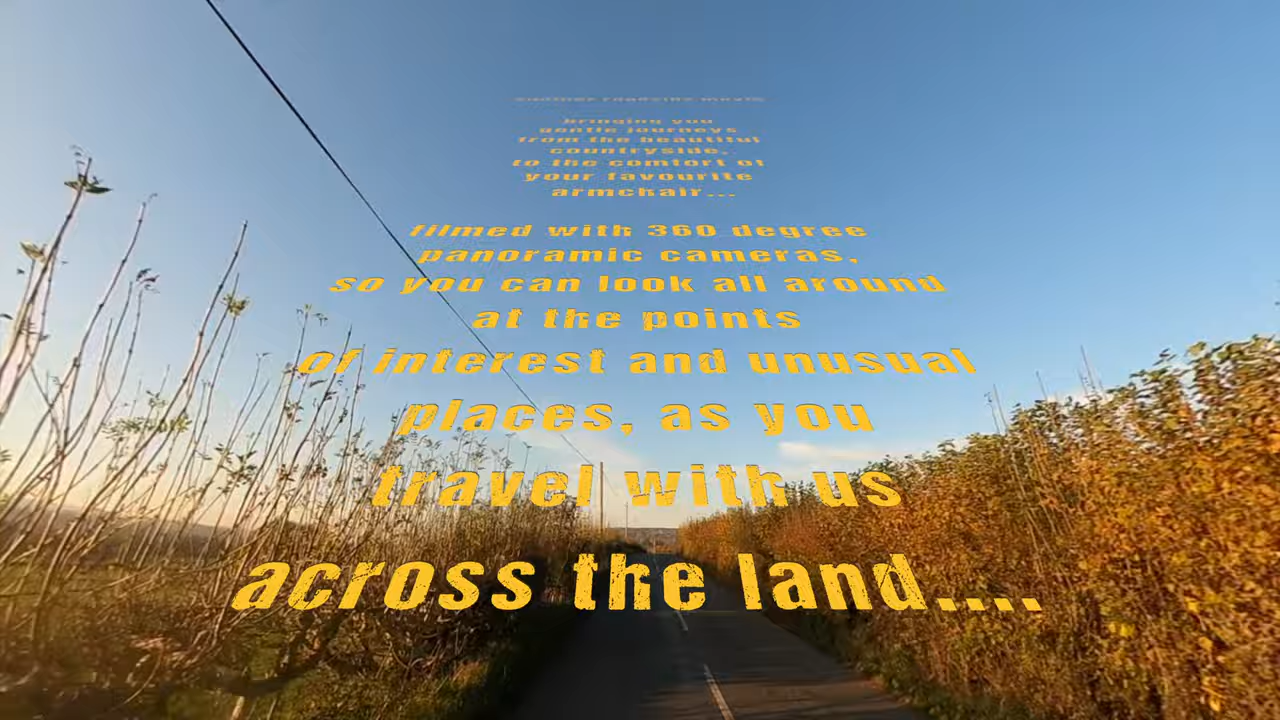 bringing you
gentle journeys
from the beautiful
countryside,
to the comfort of
your favourite
armchair...
filmed with 360 degree
panoramic cameras,
so you can look all around
at the points
of interest and unusual
places, as you
travel with us
across the land....